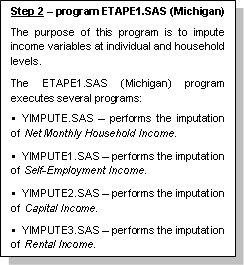 Step 2 – program ETAPE1.SAS (Michigan)
The purpose of this program is to impute
income variables at individual and household
levels.
The ETAPE1.SAS (Michigan) program
executes several programs:
• YIMPUTE.SAS – performs the imputation
of Net Monthly Household Income.
• YIMPUTE1.SAS – performs the imputation
of Self-Employment Income.
• YIMPUTE2.SAS – performs the imputation
of Capital Income.
• YIMPUTE3.SAS – performs the imputation
of Rental Income.